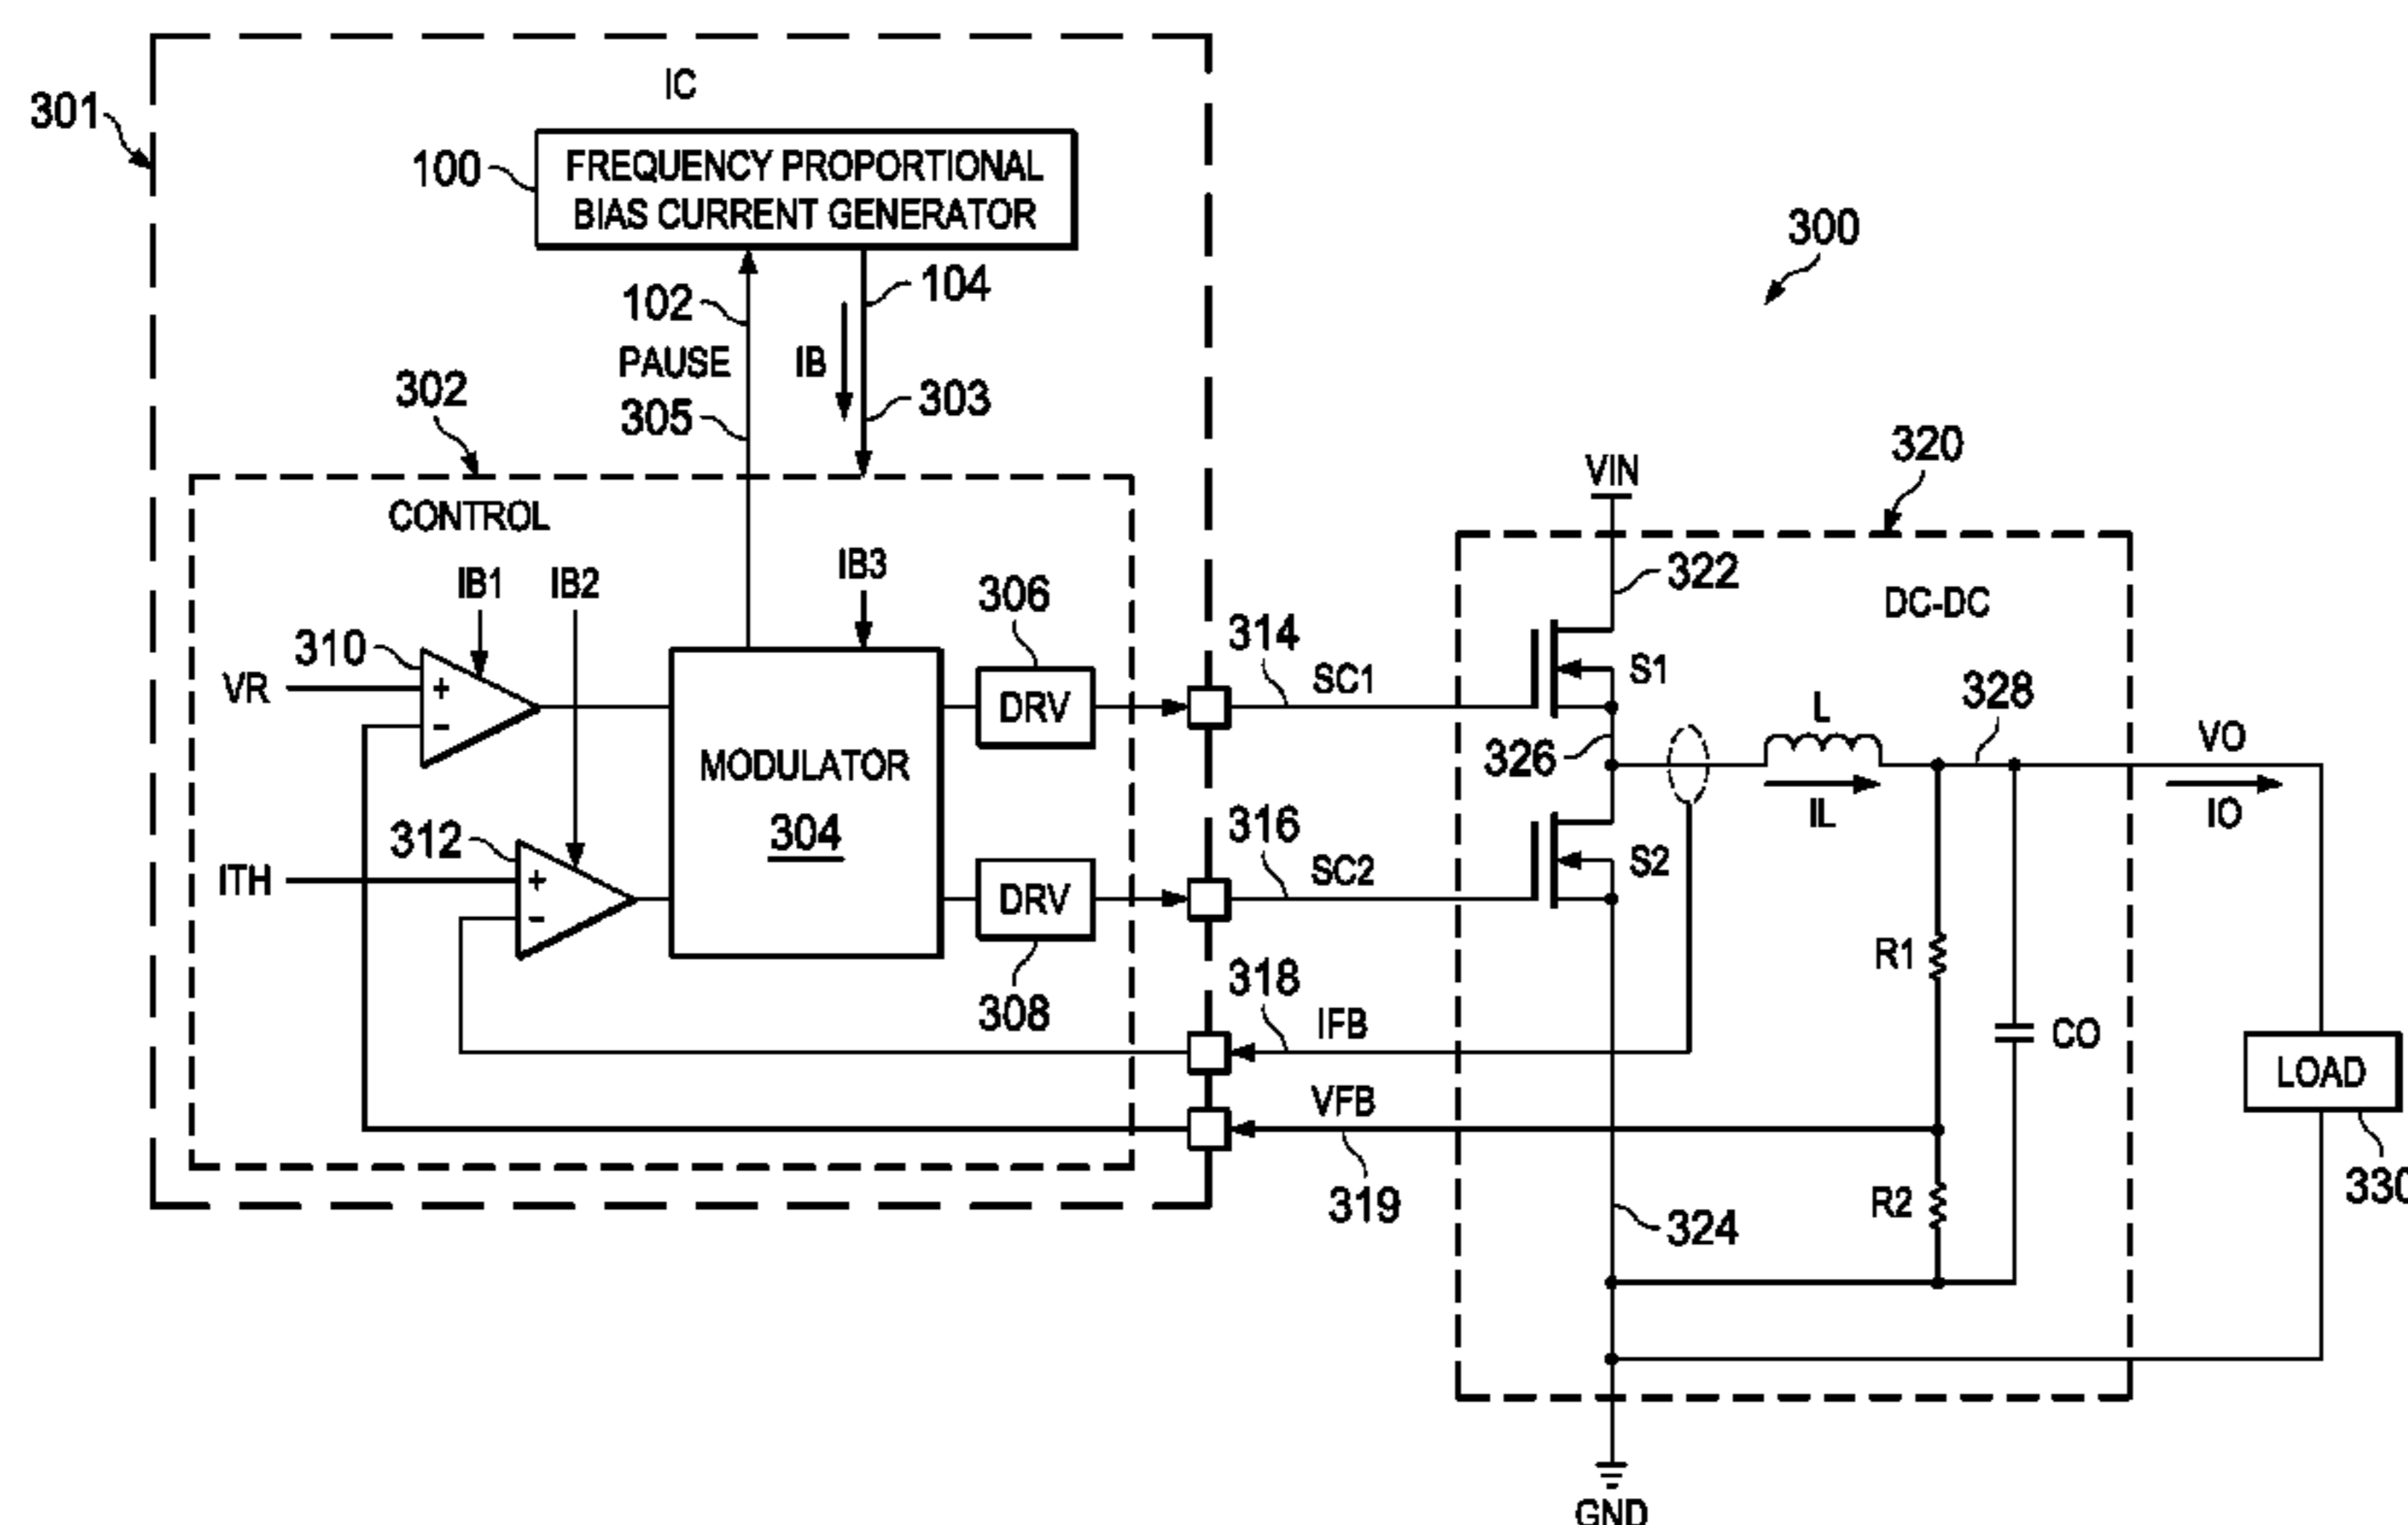 IC
301
100
FREQUENCY PROPORTIONAL
BIAS CURRENT GENERATOR
300
102
104
PAUSE
IB
302
305
303
320
VIN
CONTROL
322
DC-DC
IB1
IB2
IB3
306
310
314
VR
+
-
DRV
SC1
S1
L
328
VO
MODULATOR
304
326
IL
IO
312
316
ITH
+
-
DRV
SC2
S2
308
318
IFB
R1
CO
LOAD
VFB
319
330
R2
324
GND